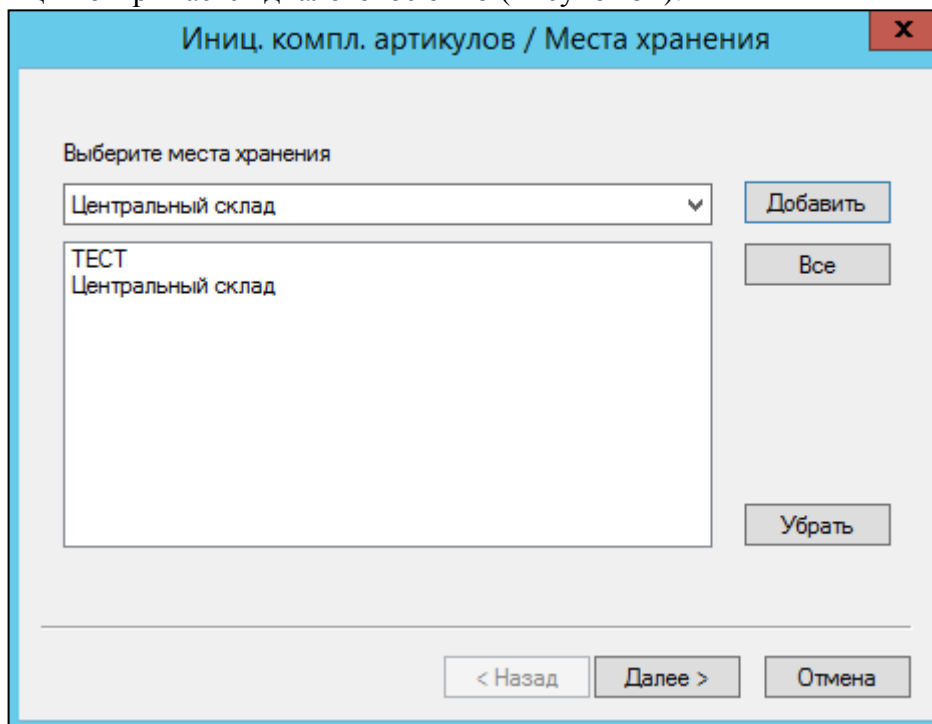 Иниц. компл. артикулов / Места хранения
x
Выберите места хранения
Центральный склад
Добавить
ТЕСТ
Центральный склад
Все
Убрать
< Назад
Далее >
Отмена